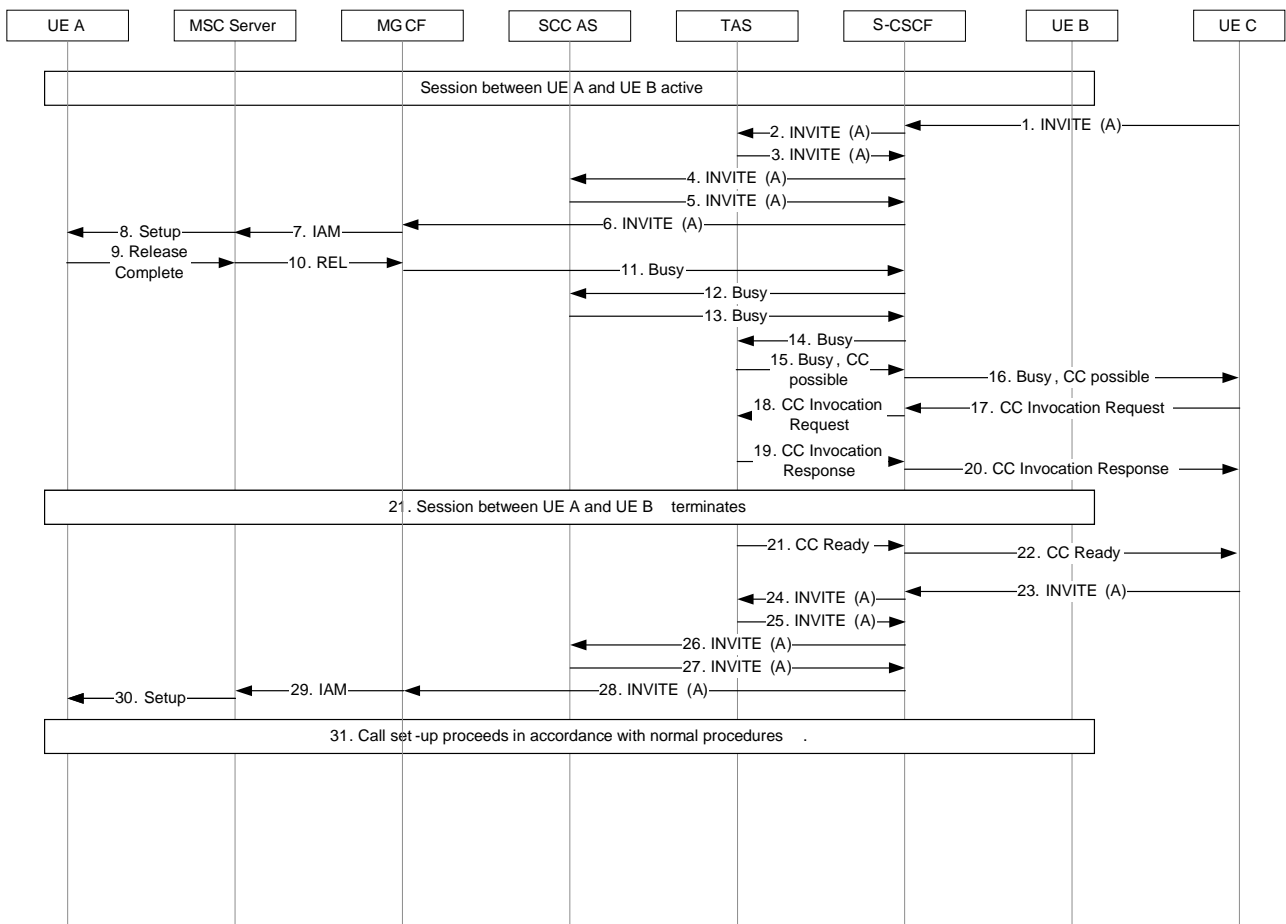 UE A
MSC Server
MG CF
SCC AS
TAS
S-CSCF
UE B
UE C
Session between UE A and UE B active
1. INVITE (A)
2. INVITE (A)
3. INVITE (A)
4. INVITE (A)
5. INVITE (A)
6. INVITE (A)
7. IAM
8. Setup
9. Release
Complete
10. REL
11. Busy
12. Busy
13. Busy
14. Busy
15. Busy, CC
possible
16. Busy, CC possible
17. CC Invocation Request
18. CC Invocation
Request
19. CC Invocation
Response
20. CC Invocation Response
21. Session between UE A and UE B terminates
21. CC Ready
22. CC Ready
23. INVITE (A)
24. INVITE (A)
25. INVITE (A)
26. INVITE (A)
27. INVITE (A)
28. INVITE (A)
29. IAM
30. Setup
31. Call set-up proceeds in accordance with normal procedures .